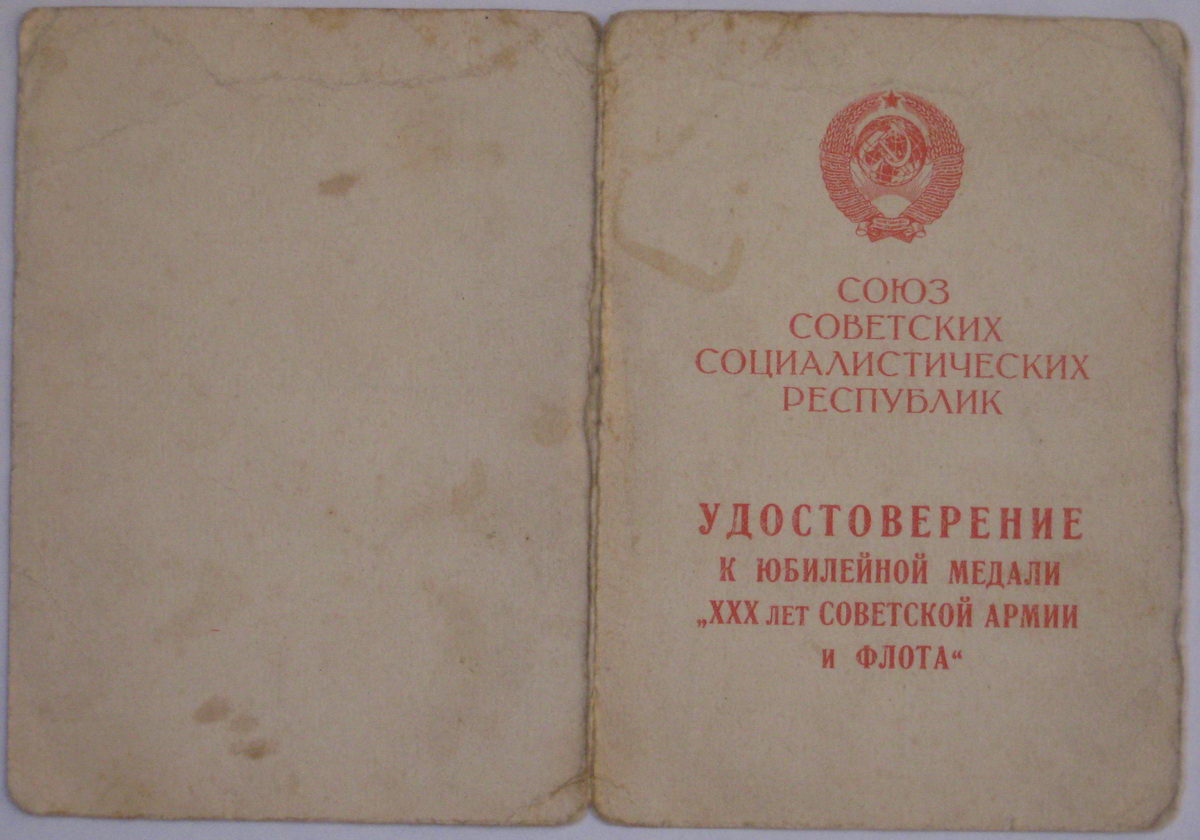 СОЮЗ
СОВЕТСКИХ
СОЦИАЛИСТИЧЕСКИХ
РЕСПУБЛИК
УДОСТОВЕРЕНИЕ
К ЮБИЛЕЙНОЙ МЕДАЛИ
„XXX лет СОВЕТСКОЙ АРМИИ
и ФЛОТА“